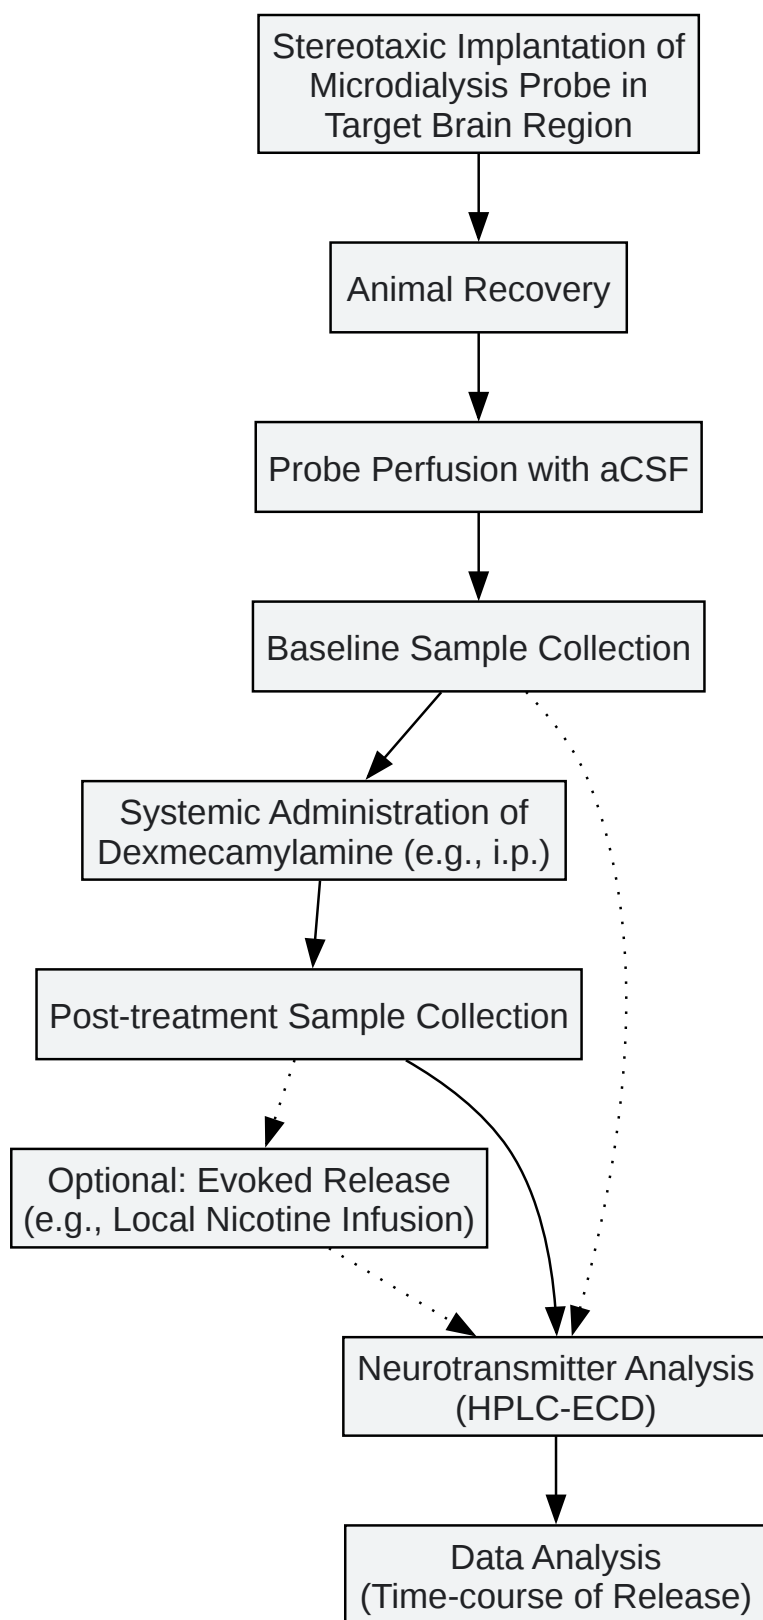 Stereotaxic Implantation of
Microdialysis Probe in
Target Brain Region
Animal Recovery
Probe Perfusion with aCSF
Baseline Sample Collection
Systemic Administration of
Dexmecamylamine (e.g., i.p.)
Post-treatment Sample Collection
Optional: Evoked Release
(e.g., Local Nicotine Infusion)
Neurotransmitter Analysis
(HPLC-ECD)
Data Analysis
(Time-course of Release)